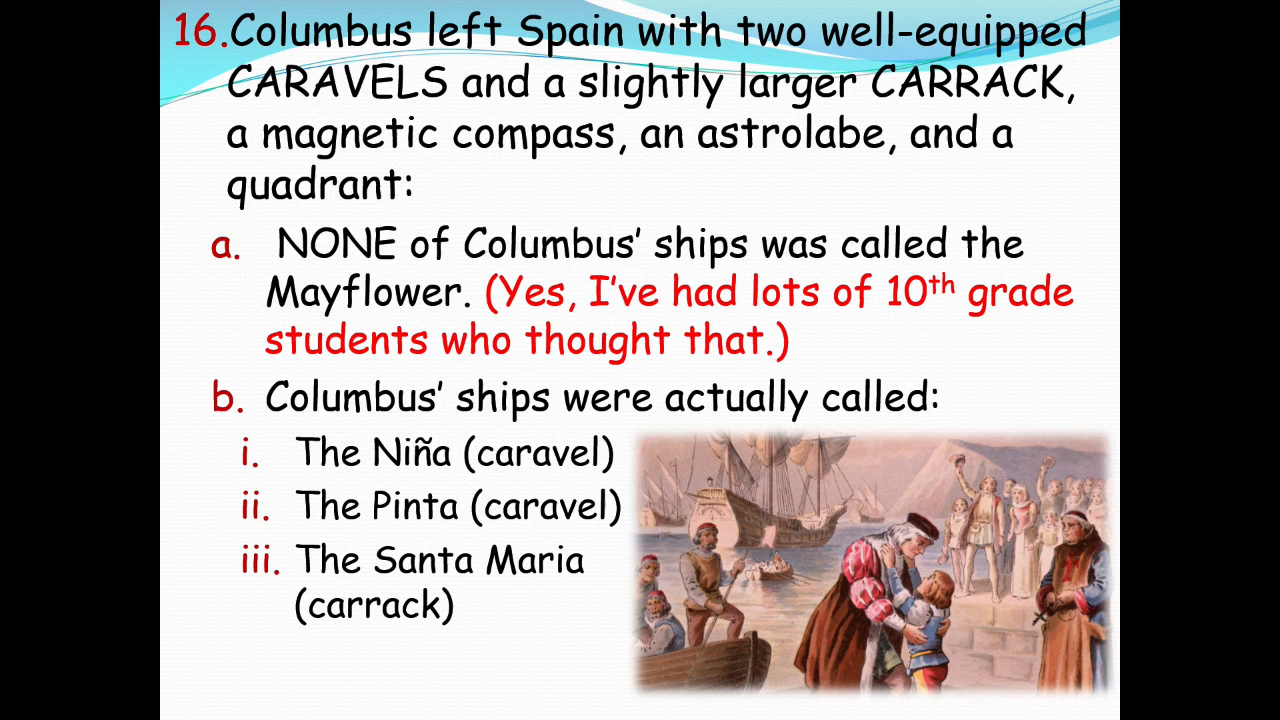 16.Columbus left Spain with two well-equipped
CARAVELS and a slightly larger CARRACK,
a magnetic compass, an astrolabe, and a
quadrant:
a. NONE of Columbus’ ships was called the
Mayflower. (Yes, I’ve had lots of 10th grade
students who thought that.)
b. Columbus’ ships were actually called:
i. The Niña (caravel)
ii. The Pinta (caravel)
iii. The Santa Maria
(carrack)